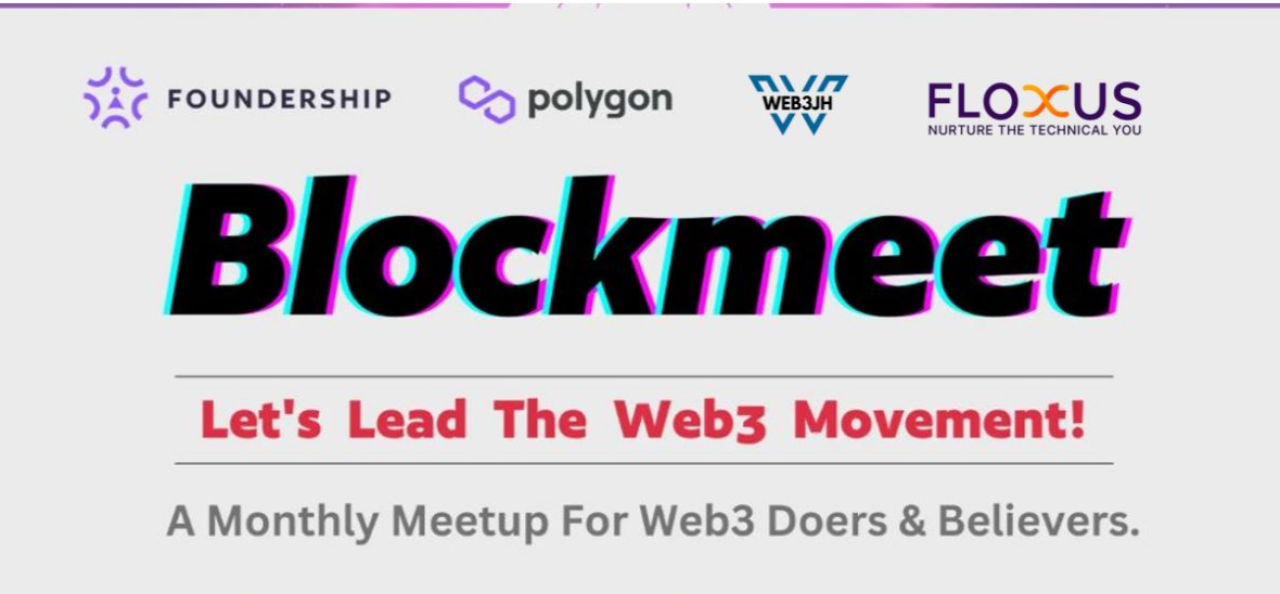 FOUNDERSHIP polygon WEB3JH FLOXUS
NURTURE THE TECHNICAL YOU
Blockmeet
Let's Lead The Web3 Movement!
A Monthly Meetup For Web3 Doers & Believers.